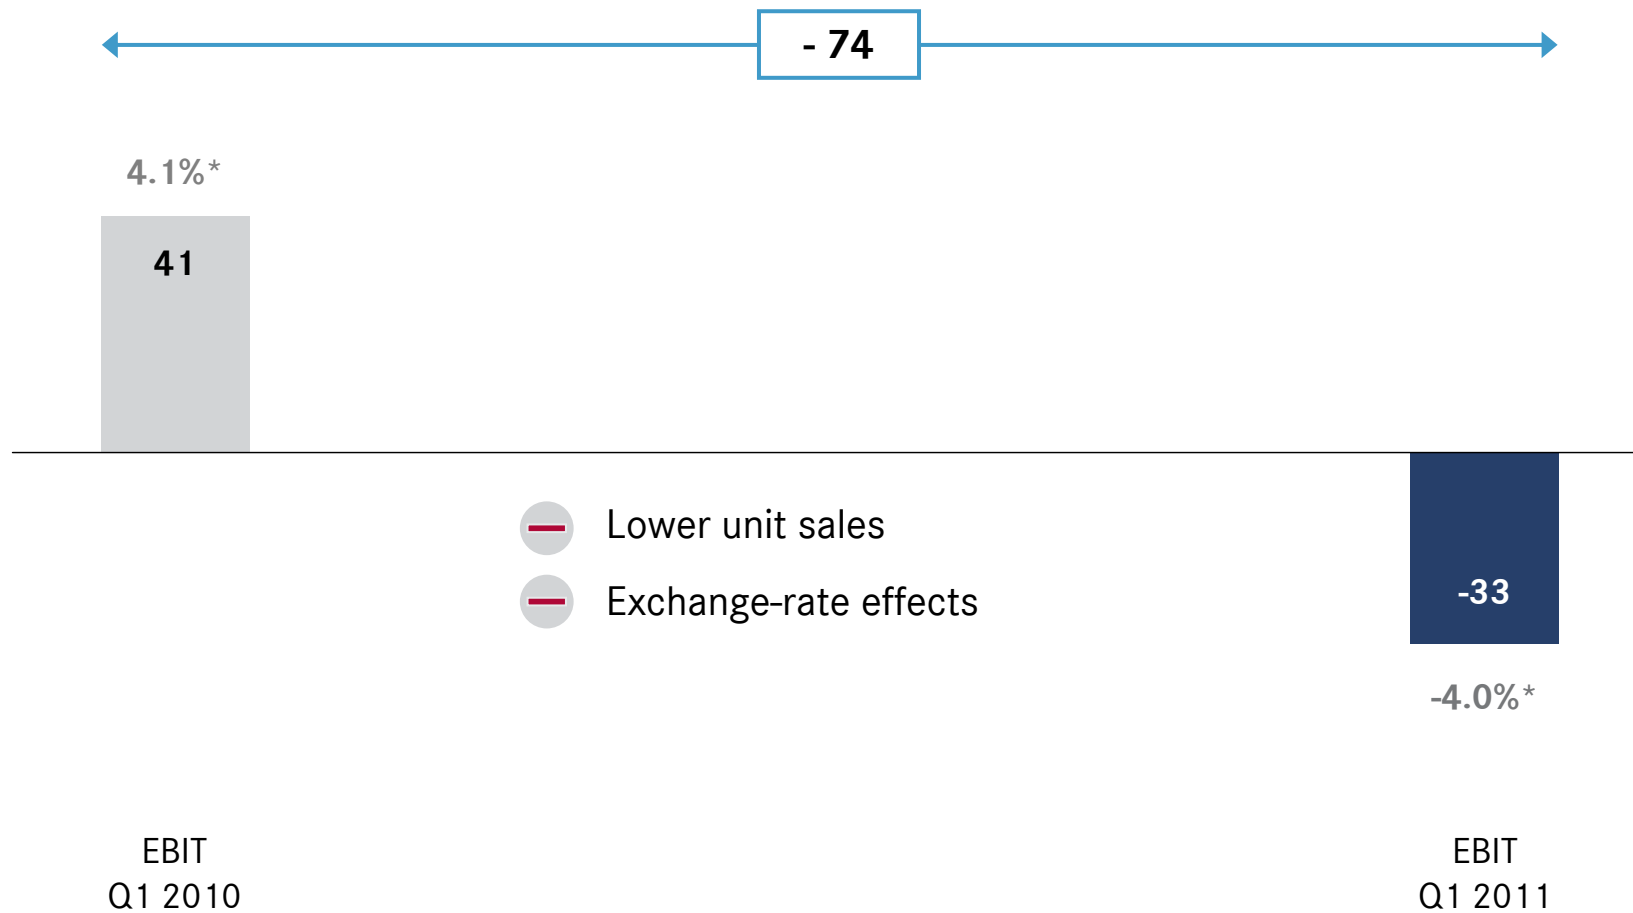 - 74
4.1%*
41
Lower unit sales
Exchange-rate effects
-33
-4.0%*
EBIT
Q1 2010
EBIT
Q1 2011